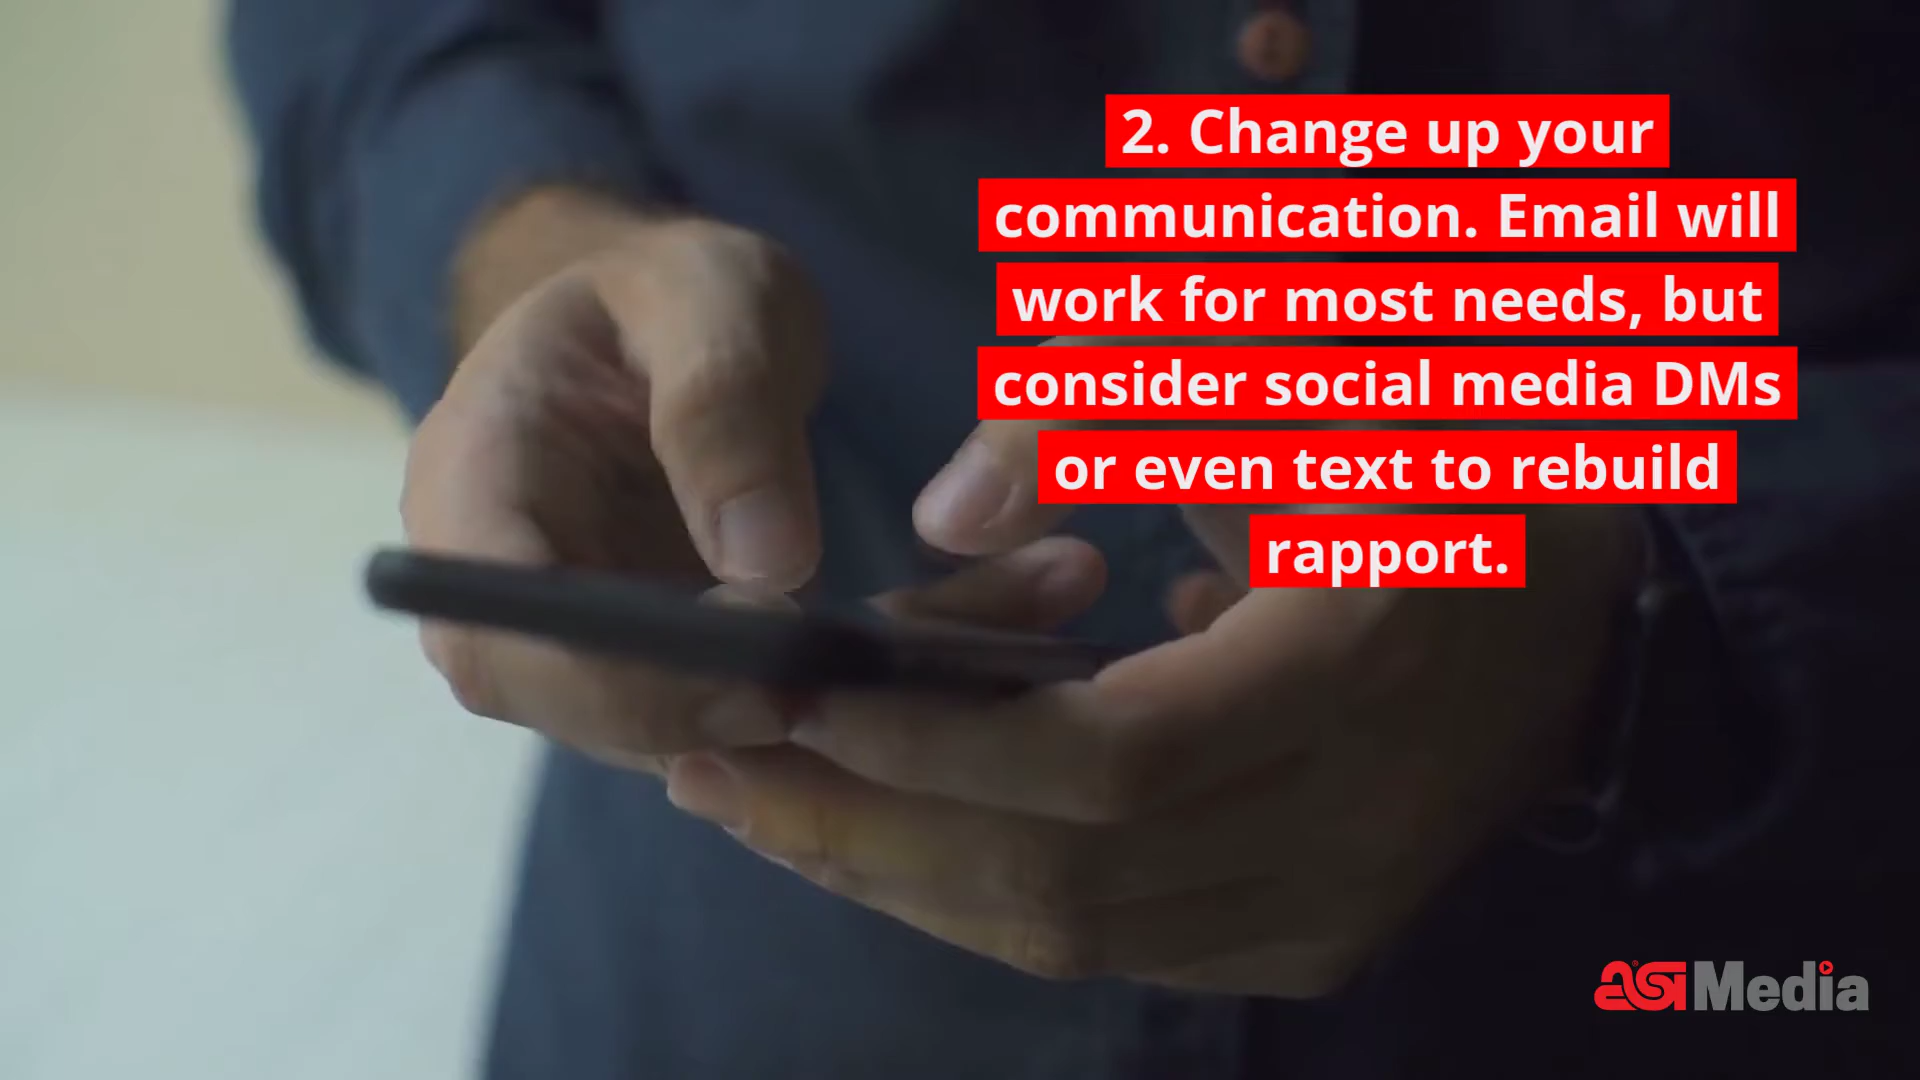 2. Change up your
communication. Email will
work for most needs, but
consider social media DMs
or even text to rebuild
rapport.
asi Media